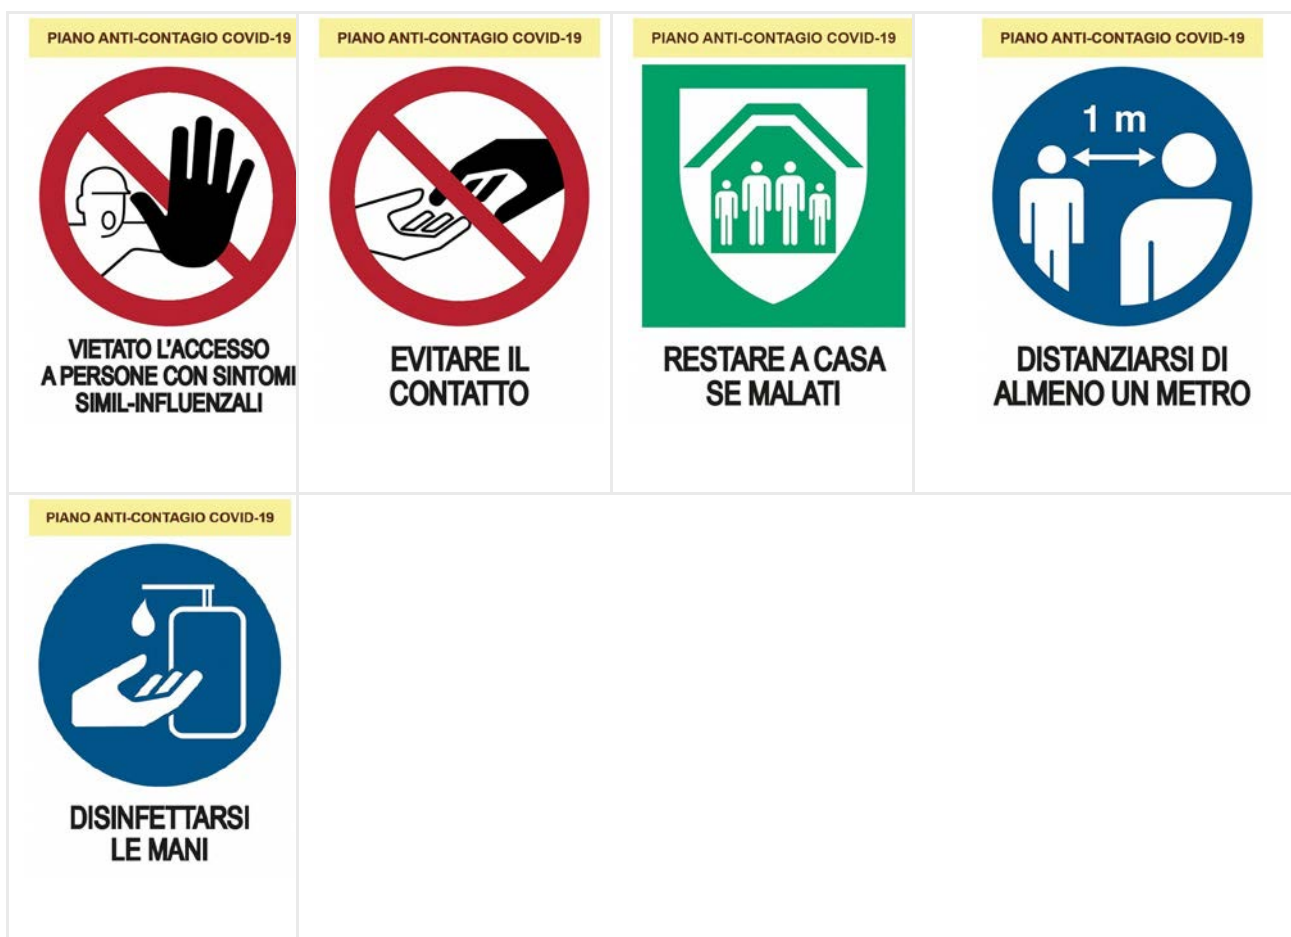 PIANO ANTI-CONTAGIO COVID-19
VIETATO L'ACCESSO
A PERSONE CON SINTOMI
SIMIL-INFLUENZALI
PIANO ANTI-CONTAGIO COVID-19
EVITARE IL
CONTATTO
PIANO ANTI-CONTAGIO COVID-19
RESTARE A CASA
SE MALATI
PIANO ANTI-CONTAGIO COVID-19
1 m
DISTANZIARSI DI
ALMENO UN METRO
PIANO ANTI-CONTAGIO COVID-19
DISINFETTARSI
LE MANI